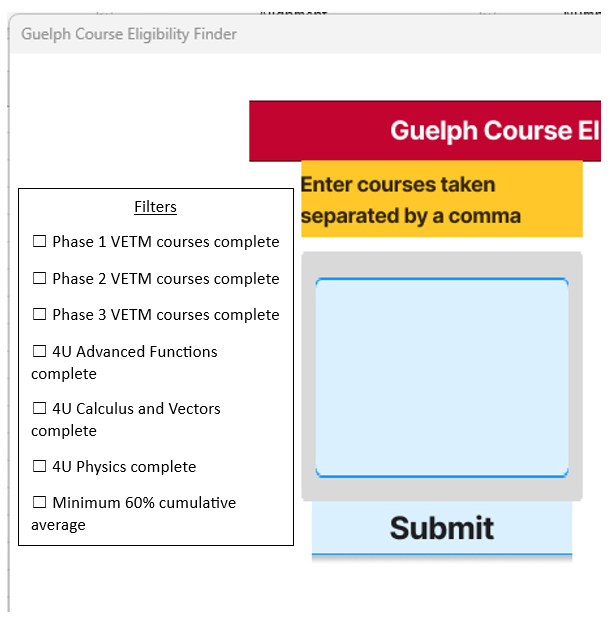 Guelph Course Eligibility Finder
Guelph Course El
Enter courses taken
separated by a comma
Filters
☐ Phase 1 VETM courses complete
☐ Phase 2 VETM courses complete
☐ Phase 3 VETM courses complete
☐ 4U Advanced Functions
complete
☐ 4U Calculus and Vectors
complete
☐ 4U Physics complete
☐ Minimum 60% cumulative
average
Submit